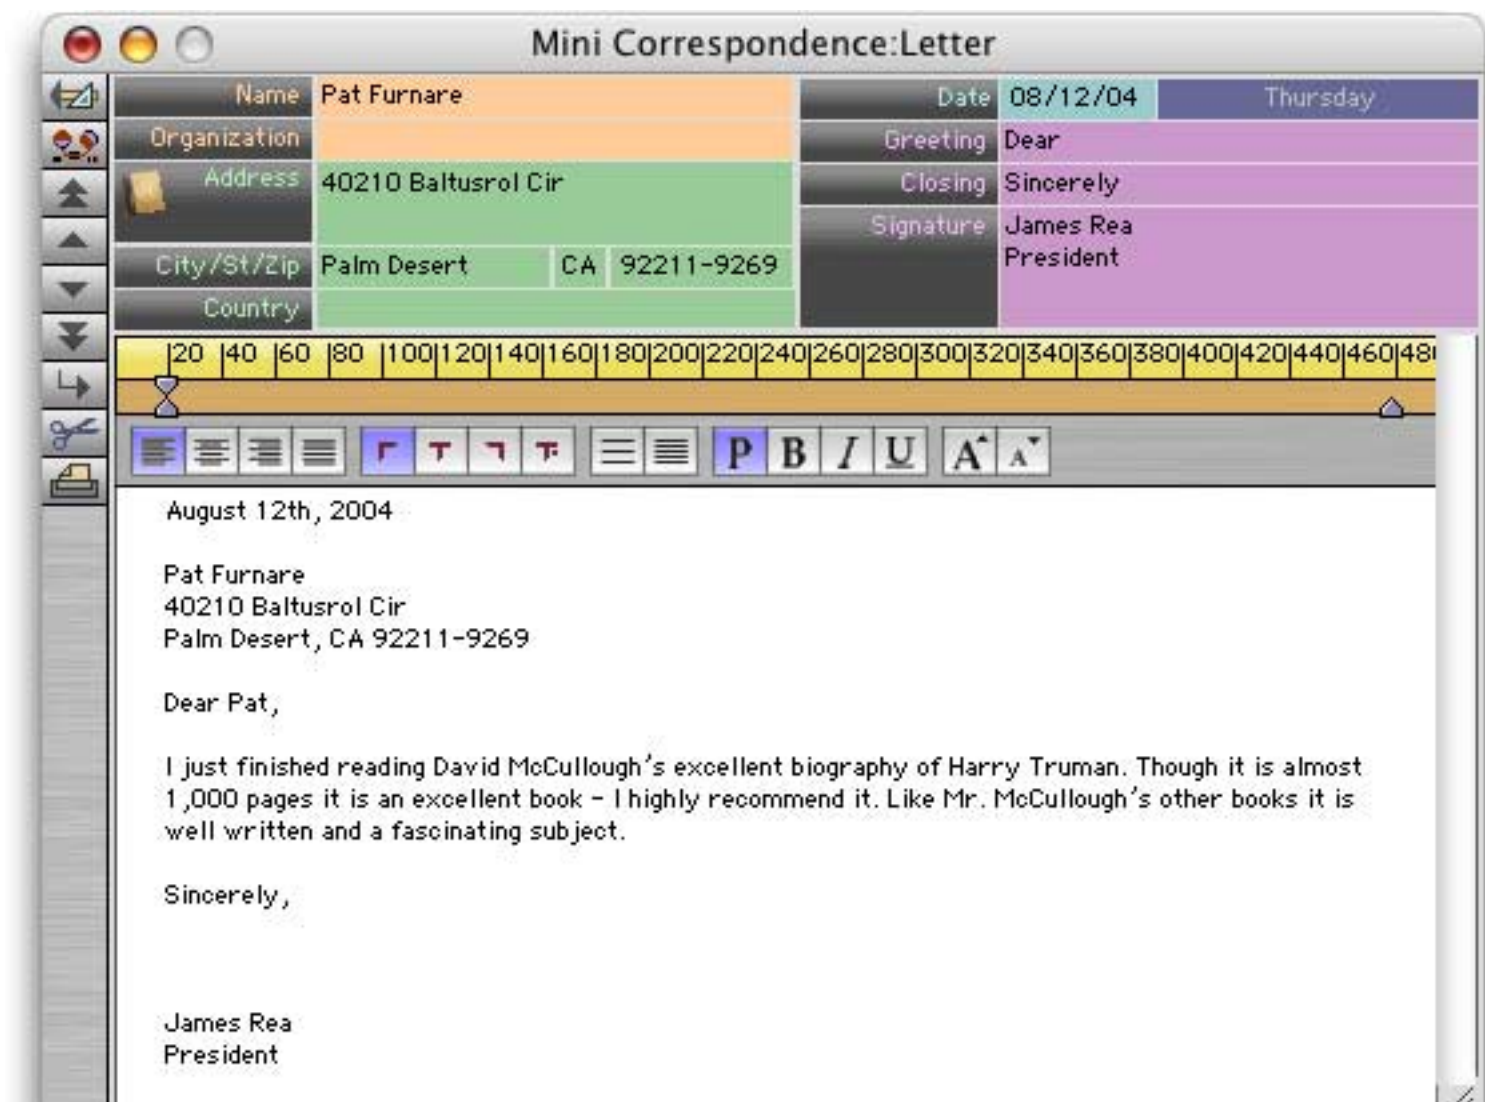 Mini Correspondence:Letter
Name Pat Furnare
Organization
Address 40210 Baltusrol Cir
City/St/Zip Palm Desert CA 92211-9269
Country
Date 08/12/04 Thursday
Greeting Dear
Closing Sincerely
Signature James Rea
President
|20 |40 |60 |80 |100|120|140|160|180|200|220|240|260|280|300|320|340|360|380|400|420|440|460|48
P B I U A A
August 12th, 2004
Pat Furnare
40210 Baltusrol Cir
Palm Desert, CA 92211-9269
Dear Pat,
I just finished reading David McCullough's excellent biography of Harry Truman. Though it is almost
1,000 pages it is an excellent book - I highly recommend it. Like Mr. McCullough's other books it is
well written and a fascinating subject.
Sincerely,
James Rea
President